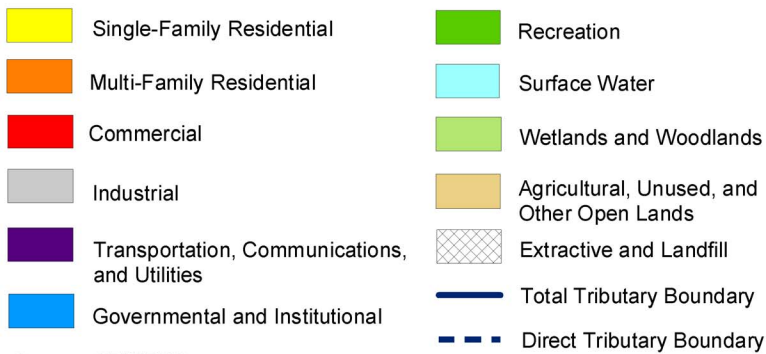 Single-Family Residential
Multi-Family Residential
Commercial
Industrial
Transportation, Communications,
and Utilities
Governmental and Institutional
Recreation
Surface Water
Wetlands and Woodlands
Agricultural, Unused, and
Other Open Lands
Extractive and Landfill
Total Tributary Boundary
Direct Tributary Boundary